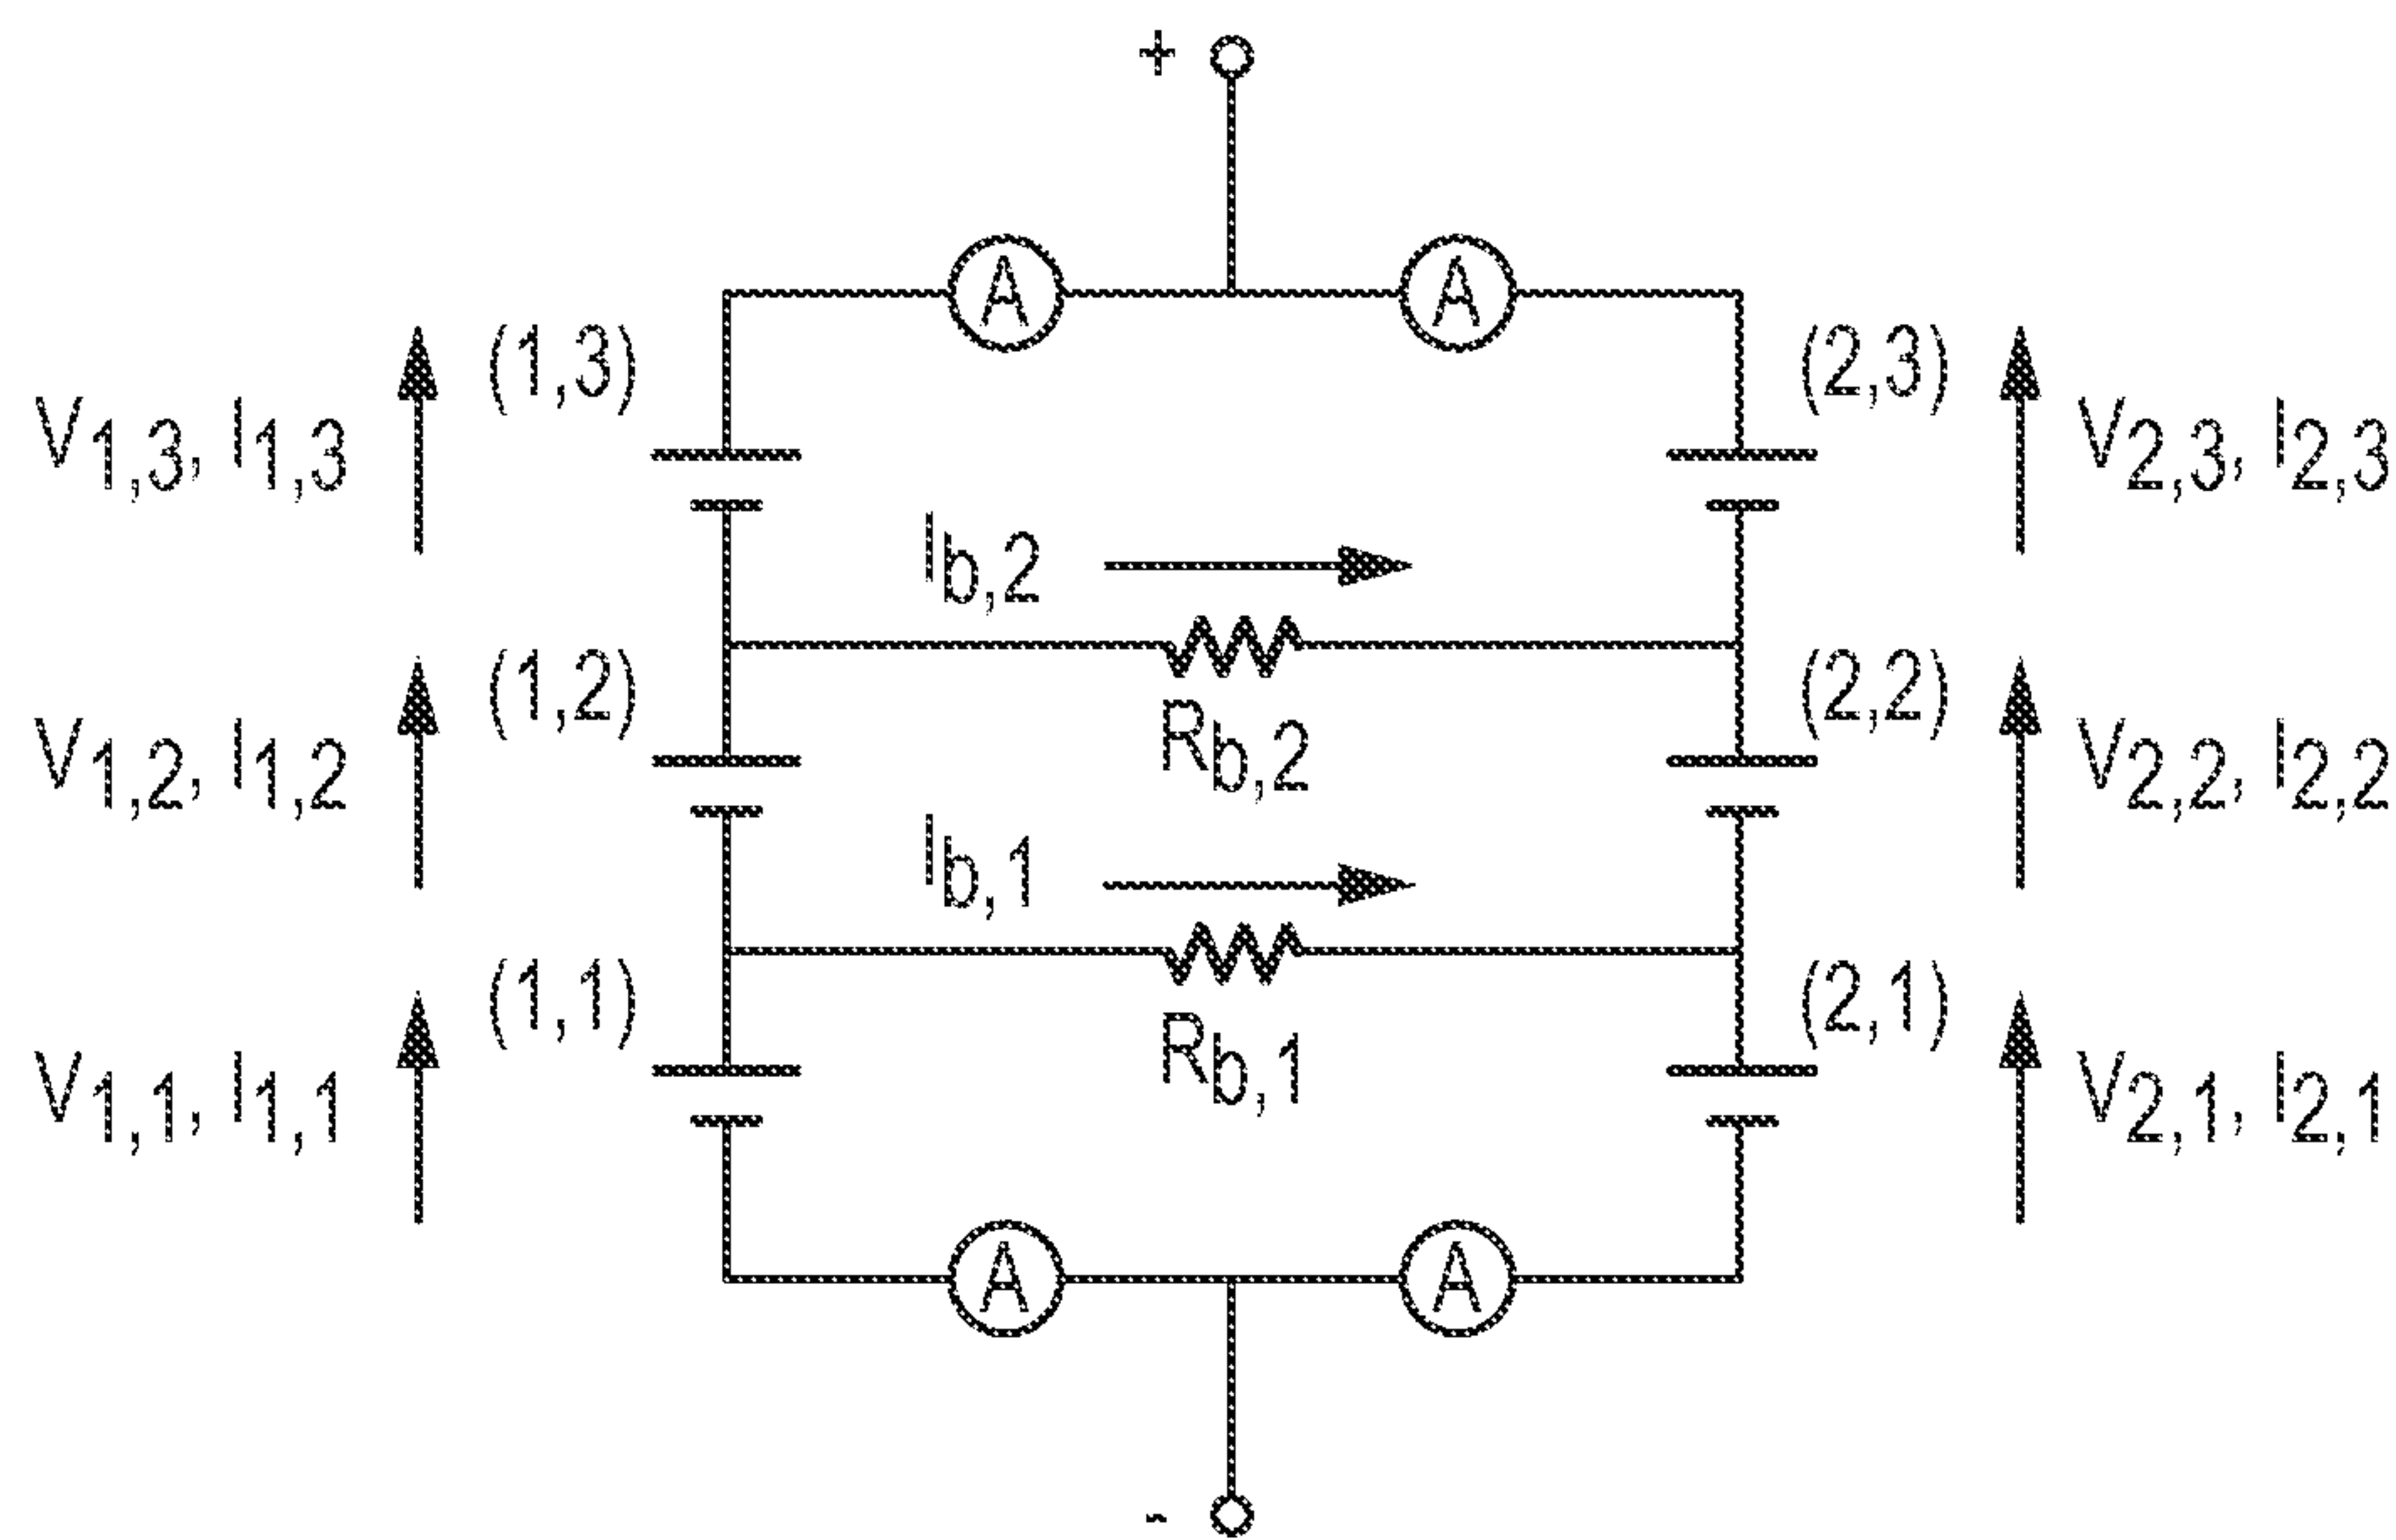 +
A A
(1,3) (2,3)
V1,3, I1,3 V2,3, I2,3
Ib,2
(1,2) (2,2)
Rb,2
V1,2, I1,2 V2,2, I2,2
Ib,1
(1,1) (2,1)
Rb,1
V1,1, I1,1 V2,1, I2,1
A A
-